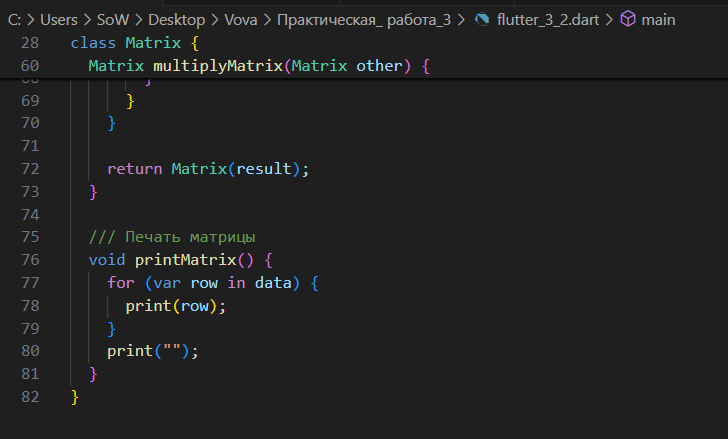 C: > Users > SoW > Desktop > Vova > Практическая_ работа_3 > flutter_3_2.dart > main
28 class Matrix {
60 Matrix multiplyMatrix(Matrix other) {
68 }
69 }
70 }
71
72 return Matrix(result);
73 }
74
75 /// Печать матрицы
76 void printMatrix() {
77 for (var row in data) {
78 print(row);
79 }
80 print("");
81 }
82 }